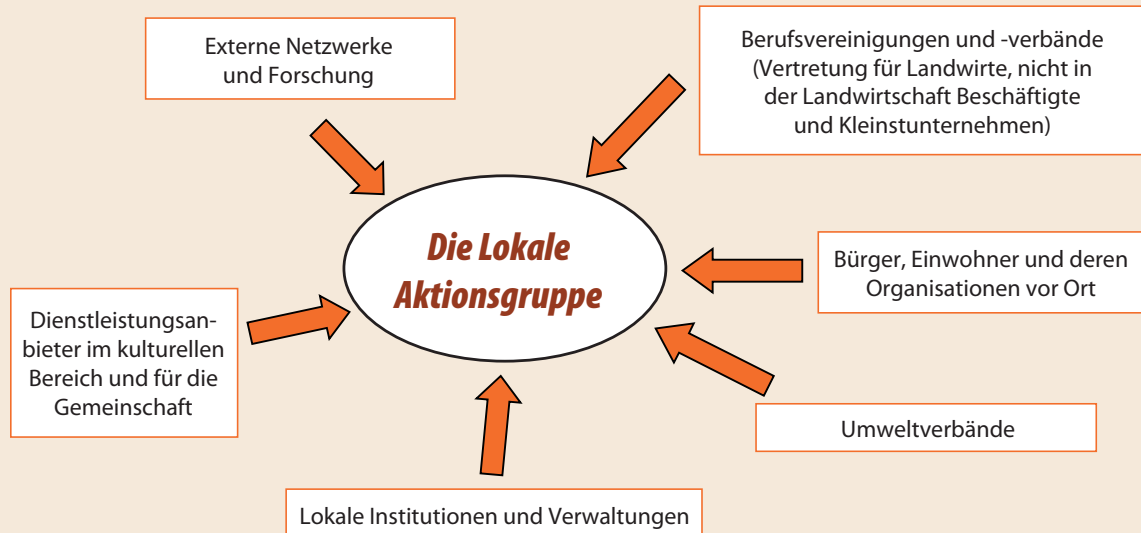 Externe Netzwerke
und Forschung
Berufsvereinigungen und -verbände
(Vertretung für Landwirte, nicht in
der Landwirtschaft Beschäftigte
und Kleinstunternehmen)
Die Lokale
Aktionsgruppe
Bürger, Einwohner und deren
Organisationen vor Ort
Dienstleistungsan-
bieter im kulturellen
Bereich und für die
Gemeinschaft
Umweltverbände
Lokale Institutionen und Verwaltungen